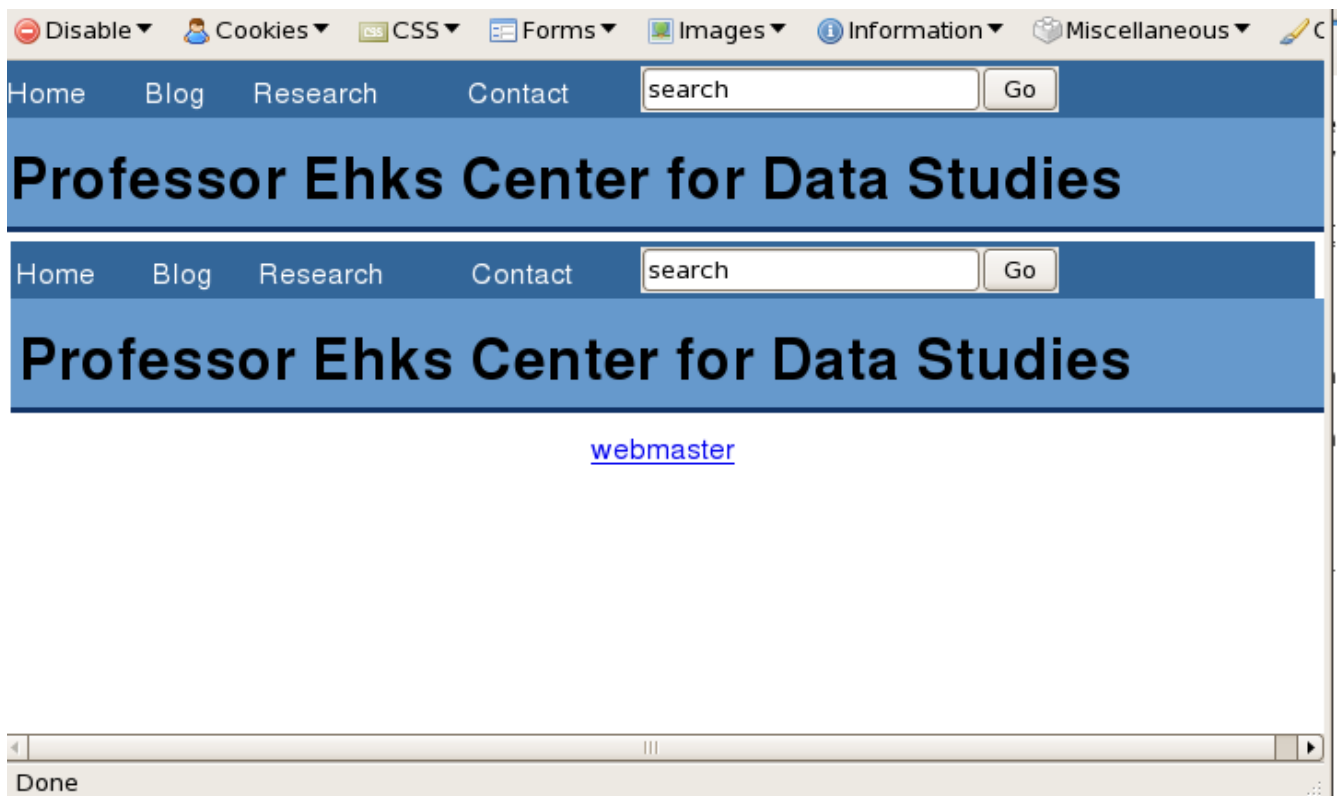 Disable Cookies CSS Forms Images Information Miscellaneous
Home Blog Research Contact search Go
Professor Ehks Center for Data Studies
Home Blog Research Contact search Go
Professor Ehks Center for Data Studies
webmaster
Done